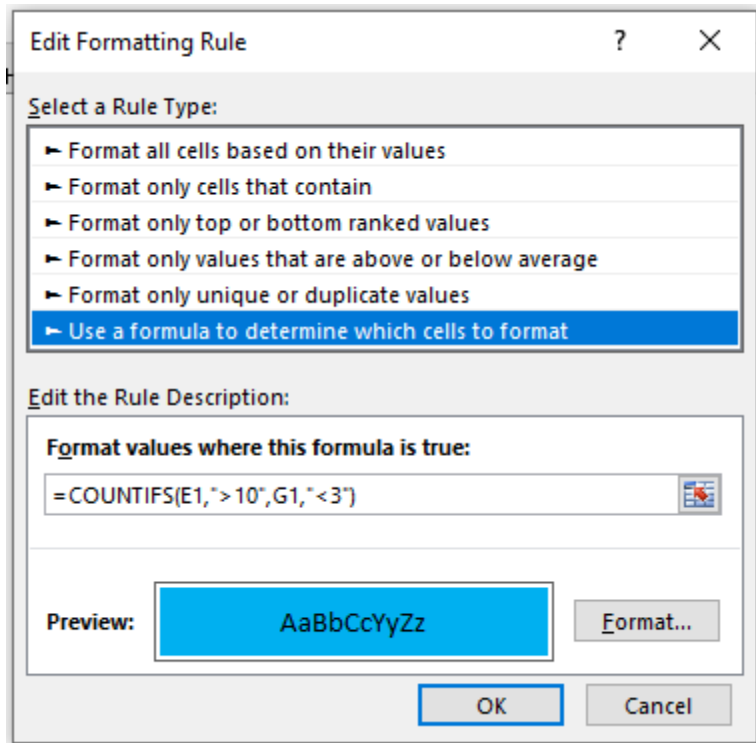 Edit Formatting Rule ? ×
Select a Rule Type:
► Format all cells based on their values
► Format only cells that contain
► Format only top or bottom ranked values
► Format only values that are above or below average
► Format only unique or duplicate values
► Use a formula to determine which cells to format
Edit the Rule Description:
Format values where this formula is true:
=COUNTIFS(E1,">10",G1,"<3")
Preview: AaBbCcYyZz Format...
OK Cancel